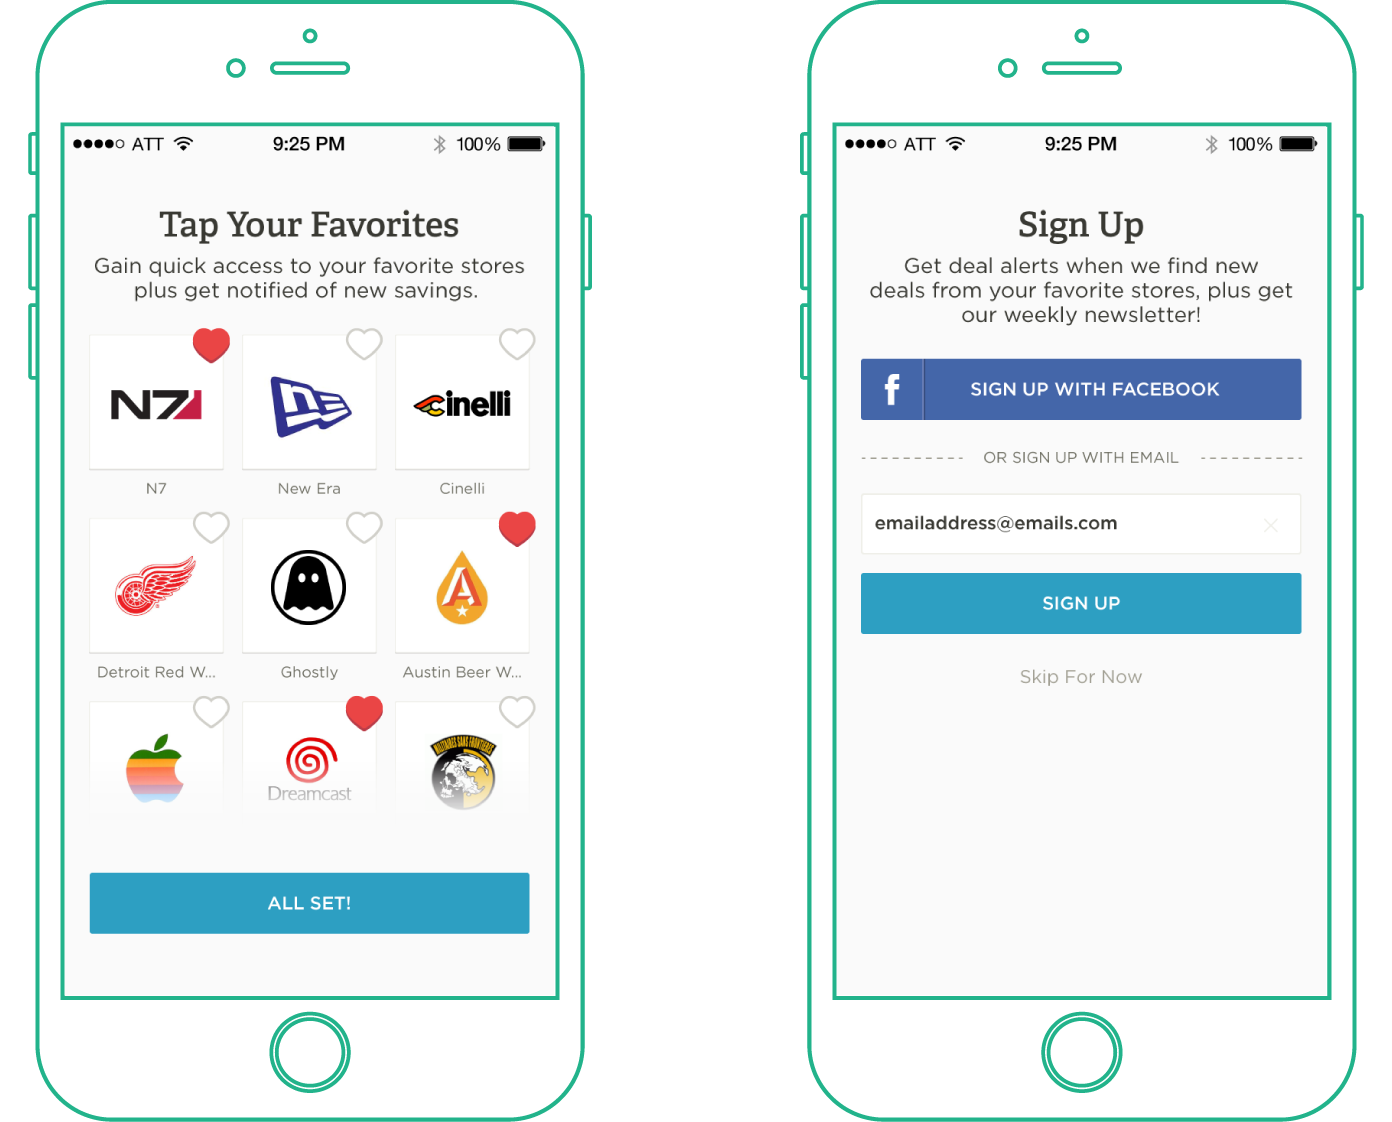 ATT 9:25 PM 100%
Tap Your Favorites
Gain quick access to your favorite stores
plus get notified of new savings.
N7
Cinelli
N7 New Era Cinelli
A
Detroit Red W... Ghostly Austin Beer W...
MILITAIRES SANS FRONTIERES
Dreamcast
ALL SET!
ATT 9:25 PM 100%
Sign Up
Get deal alerts when we find new
deals from your favorite stores, plus get
our weekly newsletter!
f SIGN UP WITH FACEBOOK
OR SIGN UP WITH EMAIL
emailaddress@emails.com
SIGN UP
Skip For Now